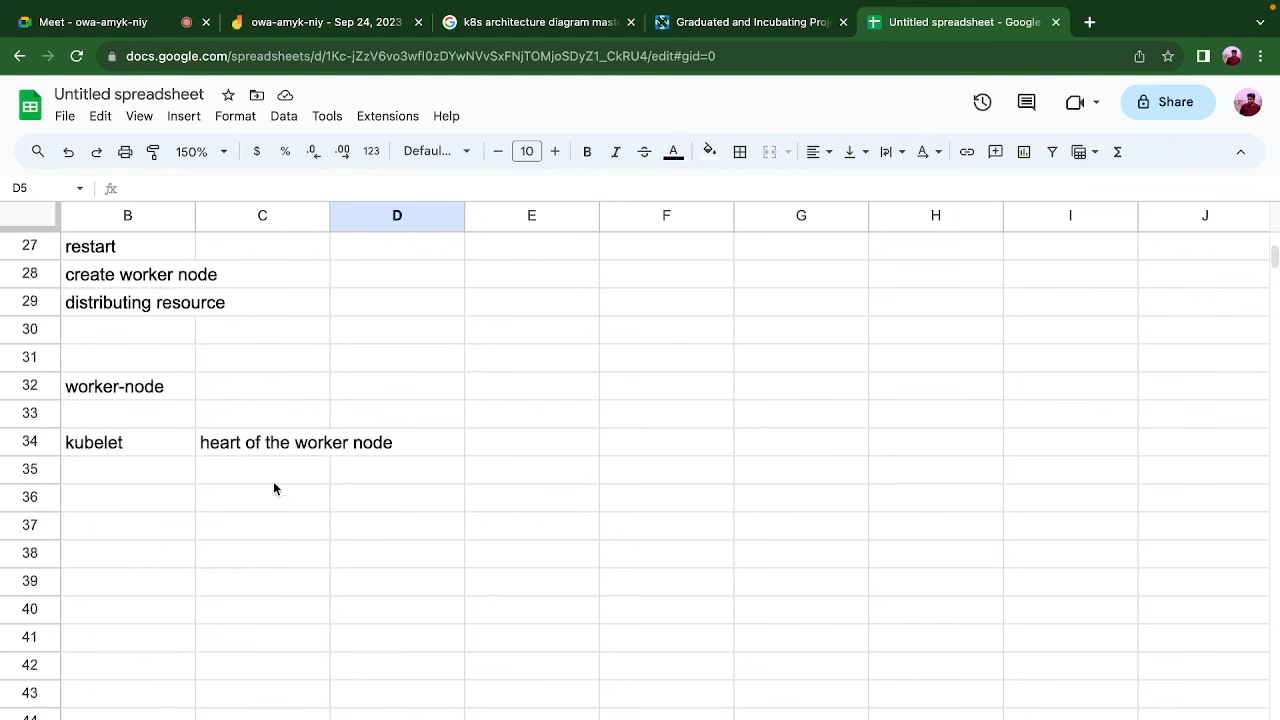 Meet - owa-amyk-niy
owa-amyk-niy - Sep 24, 2023
k8s architecture diagram mast
Graduated and Incubating Proj
Untitled spreadsheet - Google
docs.google.com/spreadsheets/d/1Kc-jZzV6vo3wfl0zDYwNVvSxFNjTOMjoSDyZ1_CkRU4/edit#gid=0
Untitled spreadsheet
File Edit View Insert Format Data Tools Extensions Help
Share
150% $ % .0 .00 123 Defaul... 10 B I S A Σ
D5 fx
B C D E F G H I J
27 restart
28 create worker node
29 distributing resource
30
31
32 worker-node
33
34 kubelet heart of the worker node
35
36
37
38
39
40
41
42
43
44